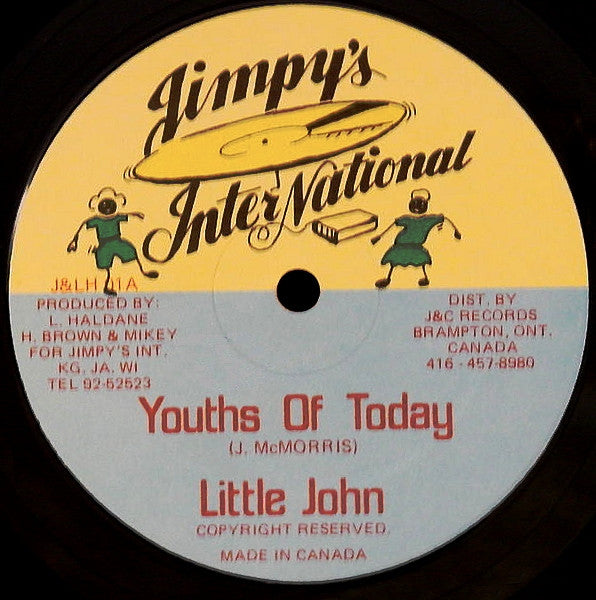 Jimpy's
InterNational
J&LH 01A
PRODUCED BY:
L. HALDANE
H. BROWN & MIKEY
FOR JIMPY'S INT.
KG. JA. WI
TEL 92-52523
DIST. BY
J&C RECORDS
BRAMPTON, ONT.
CANADA
416-457-8980
Youths Of Today
(J. McMORRIS)
Little John
COPYRIGHT RESERVED.
MADE IN CANADA